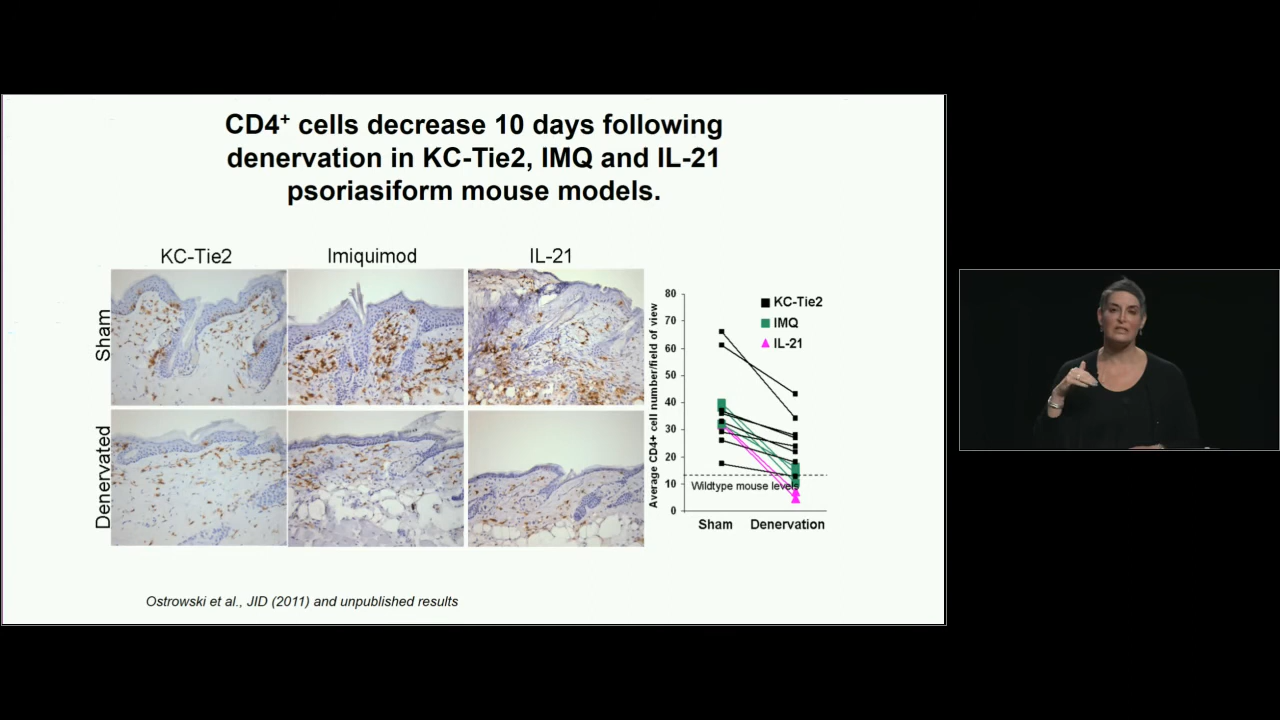 CD4+ cells decrease 10 days following
denervation in KC-Tie2, IMQ and IL-21
psoriasiform mouse models.
KC-Tie2
Imiquimod
IL-21
Sham
Denervated
Average CD4+ cell number/field of view
80
70
60
50
40
30
20
10
0
KC-Tie2
IMQ
IL-21
Wildtype mouse levels
Sham
Denervation
Ostrowski et al., JID (2011) and unpublished results